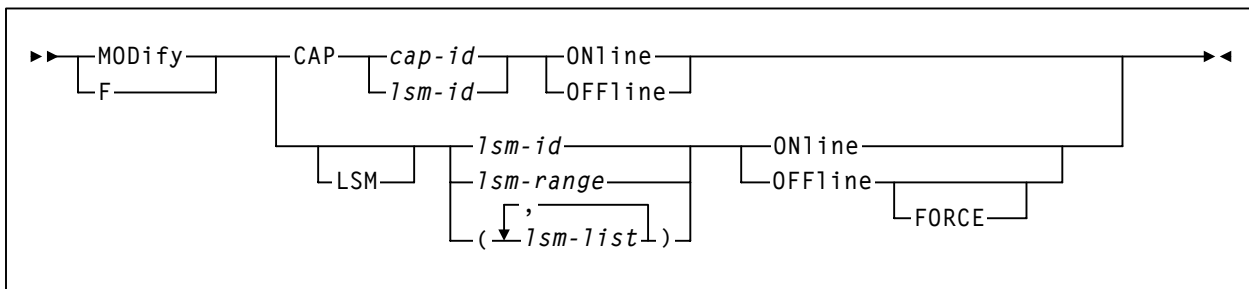 MODify CAP cap-id ONline
F lsm-id OFFline
lsm-id ONline
LSM lsm-range OFFline
, FORCE
( lsm-list )